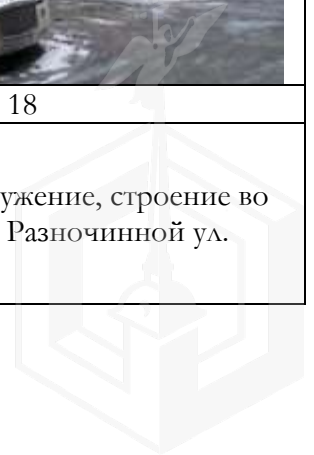 18
ужение, строение во
Разночинной ул.